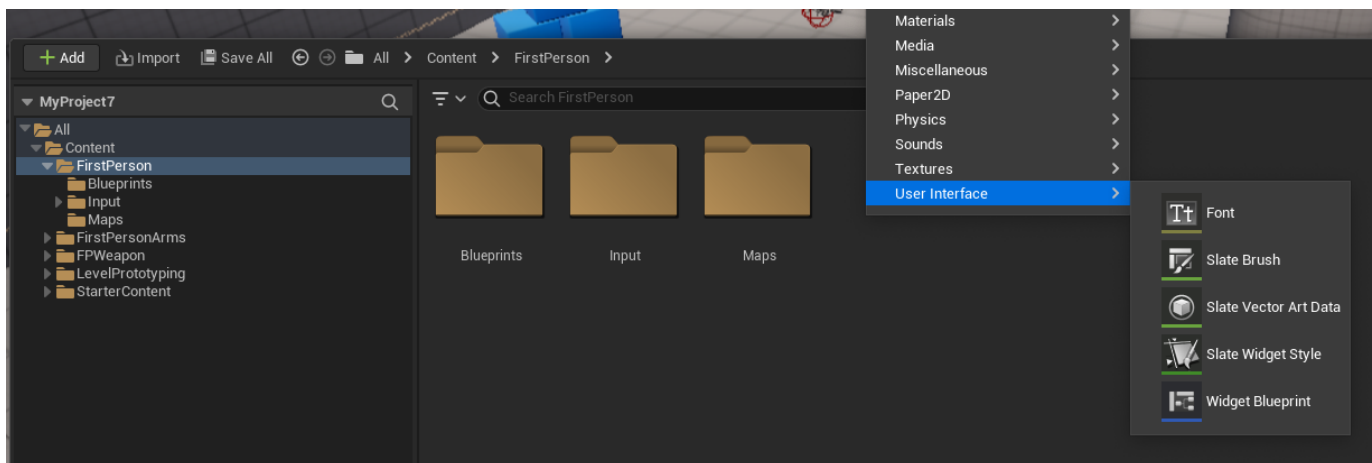 Materials
Media
Miscellaneous
Paper2D
Physics
Sounds
Textures
User Interface
Add Import Save All All Content FirstPerson
MyProject7
Search FirstPerson
All
Content
FirstPerson
Blueprints
Input
Maps
FirstPersonArms
FPWeapon
LevelPrototyping
StarterContent
Blueprints Input Maps
Tt Font
Slate Brush
Slate Vector Art Data
Slate Widget Style
Widget Blueprint